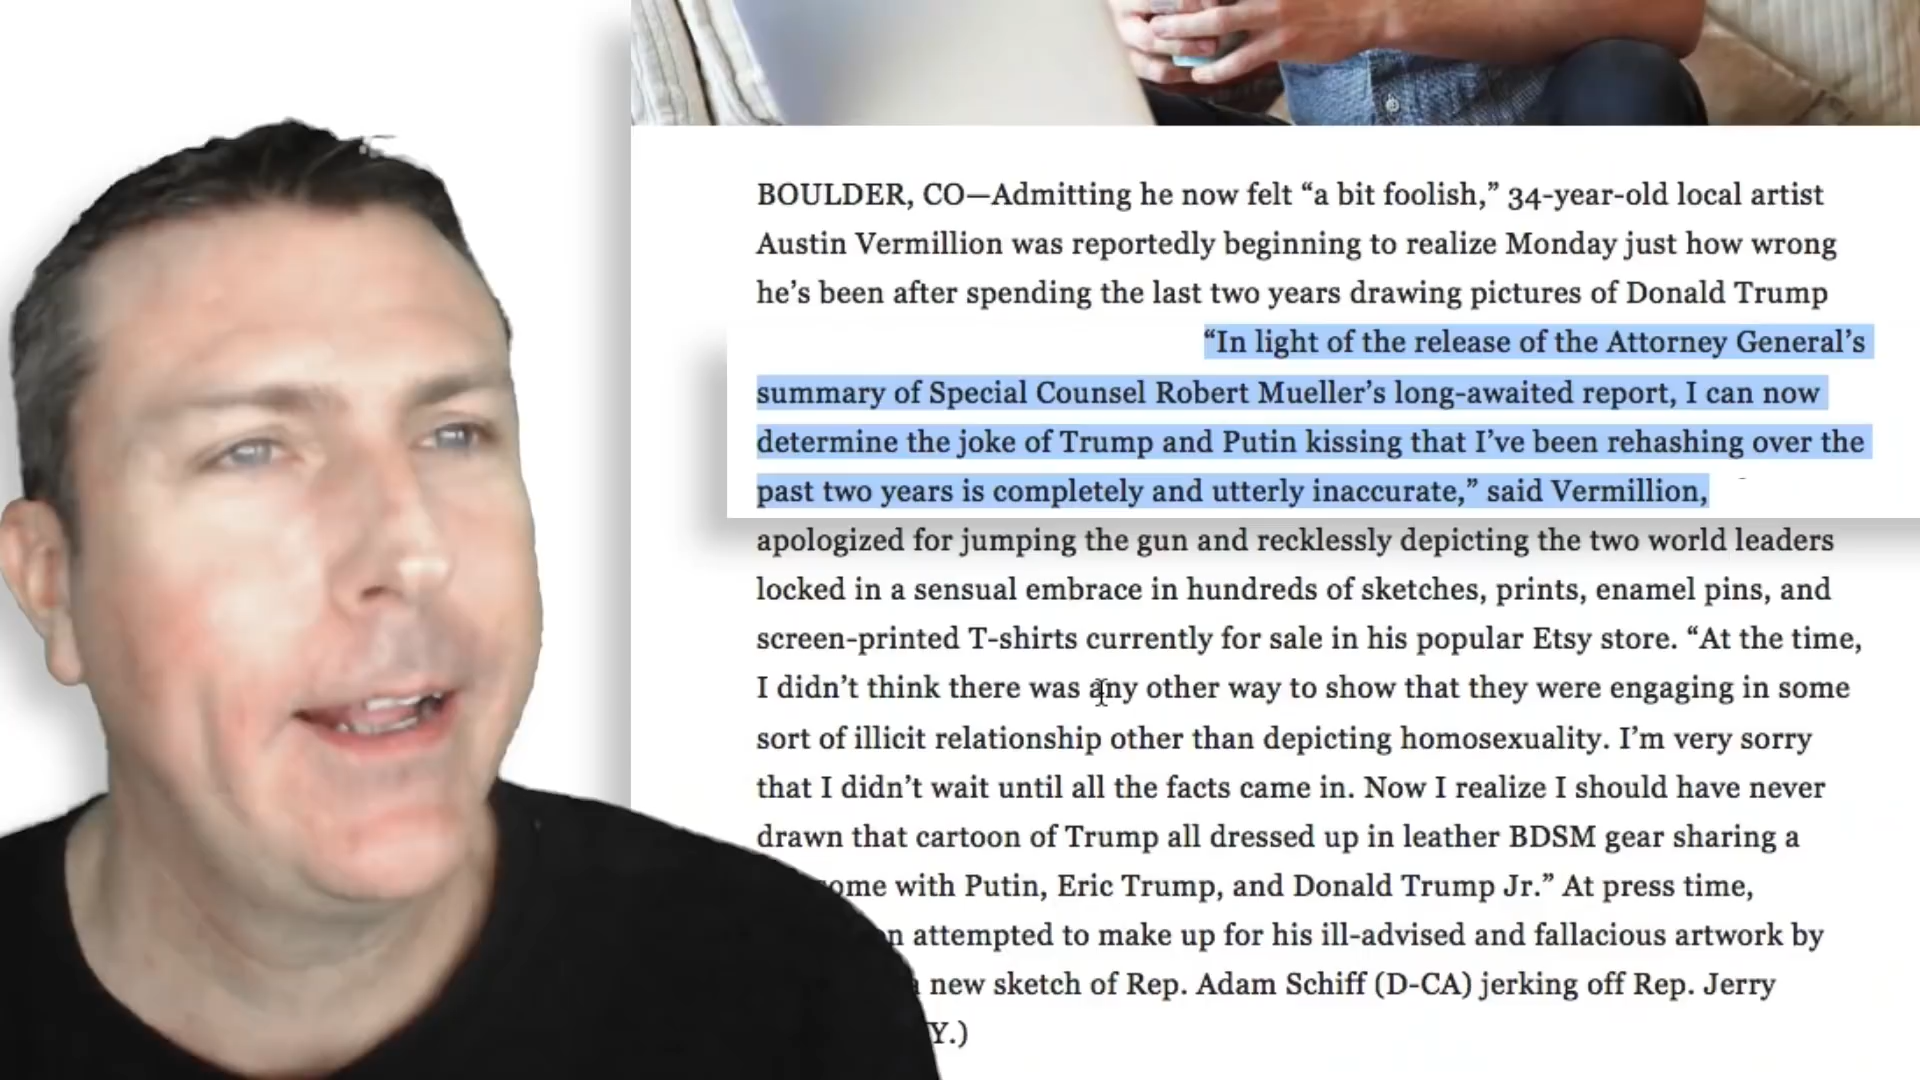 BOULDER, CO—Admitting he now felt “a bit foolish,” 34-year-old local artist
Austin Vermillion was reportedly beginning to realize Monday just how wrong
he’s been after spending the last two years drawing pictures of Donald Trump
“In light of the release of the Attorney General’s
summary of Special Counsel Robert Mueller’s long-awaited report, I can now
determine the joke of Trump and Putin kissing that I’ve been rehashing over the
past two years is completely and utterly inaccurate,” said Vermillion,
apologized for jumping the gun and recklessly depicting the two world leaders
locked in a sensual embrace in hundreds of sketches, prints, enamel pins, and
screen-printed T-shirts currently for sale in his popular Etsy store. “At the time,
I didn’t think there was any other way to show that they were engaging in some
sort of illicit relationship other than depicting homosexuality. I’m very sorry
that I didn’t wait until all the facts came in. Now I realize I should have never
drawn that cartoon of Trump all dressed up in leather BDSM gear sharing a
with Putin, Eric Trump, and Donald Trump Jr.” At press time,
attempted to make up for his ill-advised and fallacious artwork by
new sketch of Rep. Adam Schiff (D-CA) jerking off Rep. Jerry
Y.)